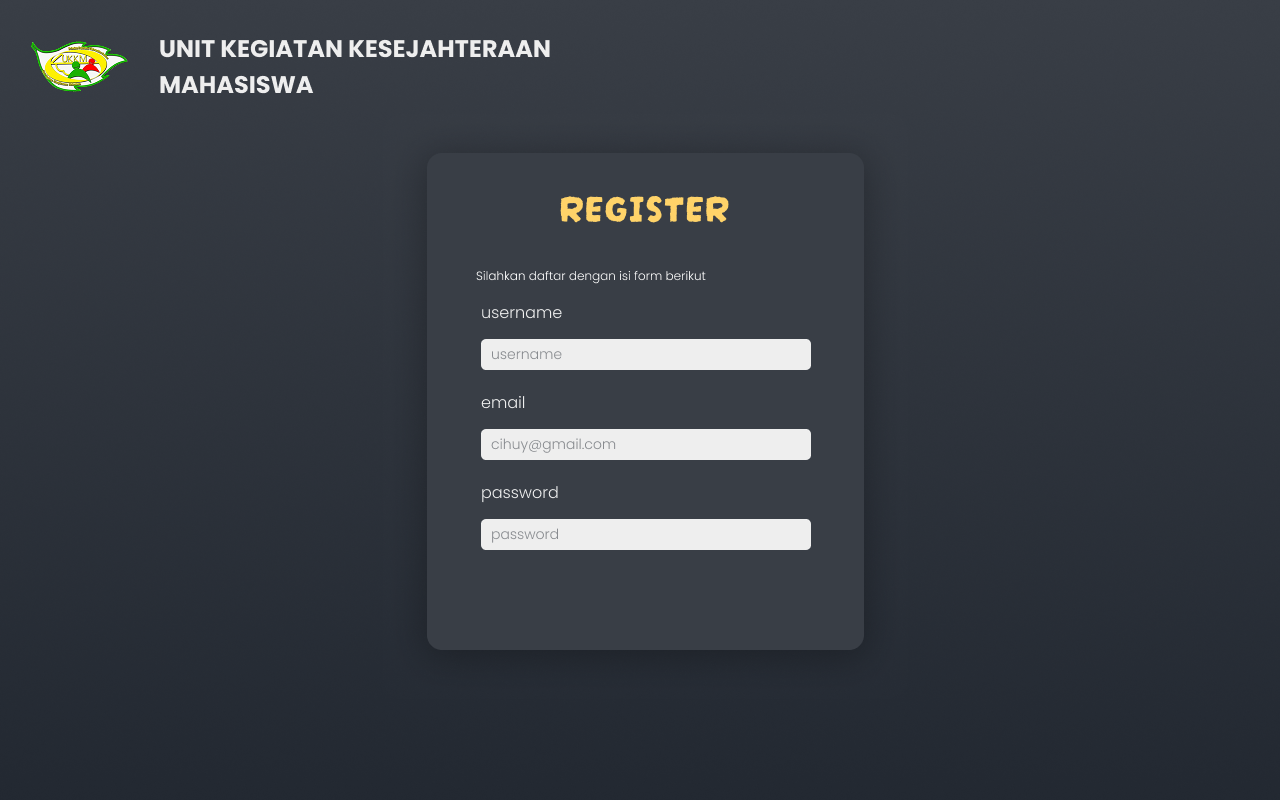 UKKM
UNIT KEGIATAN KESEJAHTERAAN
MAHASISWA
REGISTER
Silahkan daftar dengan isi form berikut
username
username
email
cihuy@gmail.com
password
password